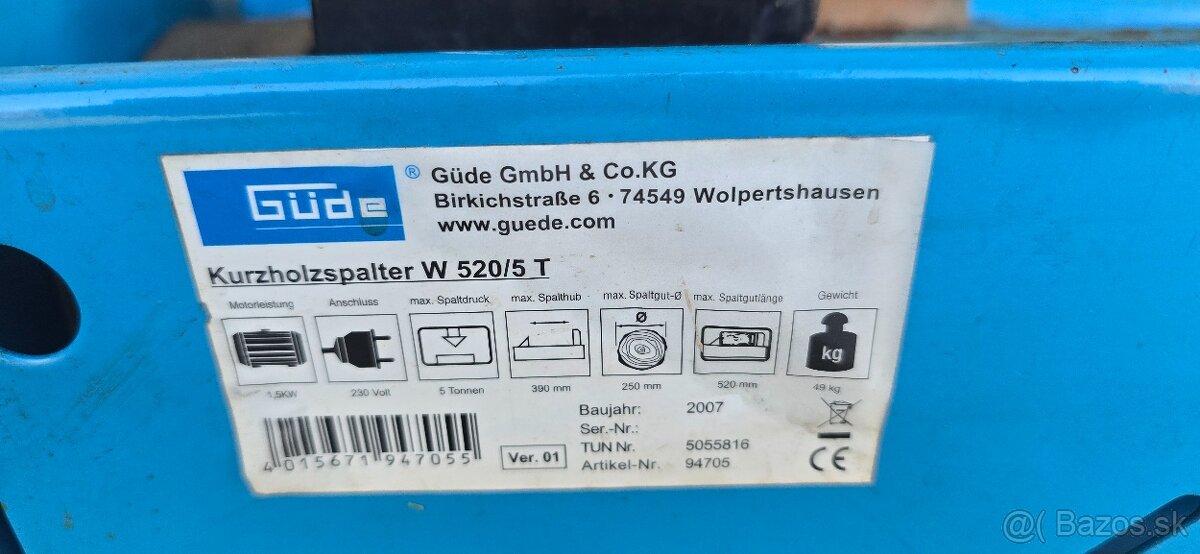 Güde ®
Güde GmbH & Co.KG
Birkichstraße 6 · 74549 Wolpertshausen
www.guede.com
Kurzholzspalter W 520/5 T
Motorleistung Anschluss max. Spaltdruck max. Spalthub max. Spaltgut-Ø max. Spaltgutlänge Gewicht
Ø
kg
1,5KW 230 Volt 5 Tonnen 390 mm 250 mm 520 mm 49 kg
4 015671 947055
Ver. 01
Baujahr: 2007
Ser.-Nr.:
TUN Nr. 5055816
Artikel-Nr. 94705
CE
@( Bazos.sk